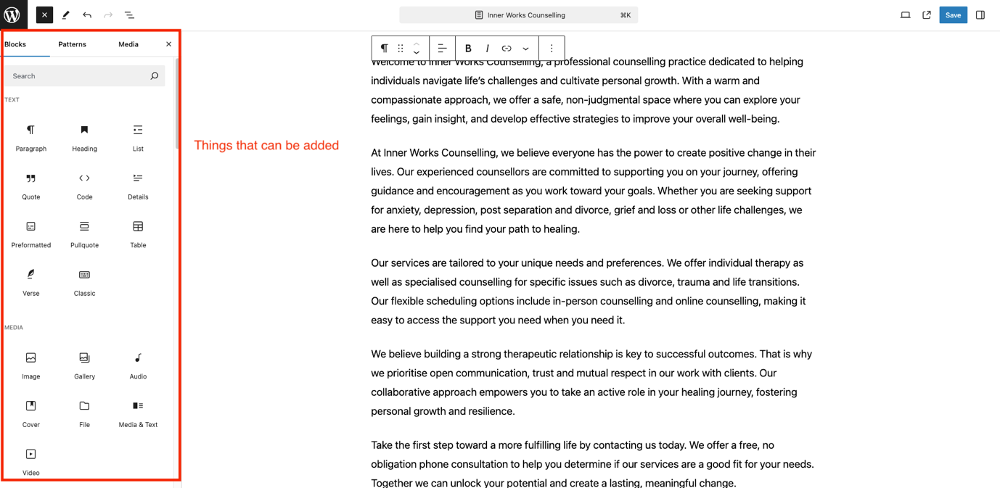 Inner Works Counselling
⌘K
Save
Blocks
Patterns
Media
Search
TEXT
Paragraph
Heading
List
Quote
Code
Details
Preformatted
Pullquote
Table
Verse
Classic
MEDIA
Image
Gallery
Audio
Cover
File
Media & Text
Video
Things that can be added
B
I
Welcome to Inner Works Counselling, a professional counselling practice dedicated to helping
individuals navigate life’s challenges and cultivate personal growth. With a warm and
compassionate approach, we offer a safe, non-judgmental space where you can explore your
feelings, gain insight, and develop effective strategies to improve your overall well-being.
At Inner Works Counselling, we believe everyone has the power to create positive change in their
lives. Our experienced counsellors are committed to supporting you on your journey, offering
guidance and encouragement as you work toward your goals. Whether you are seeking support
for anxiety, depression, post separation and divorce, grief and loss or other life challenges, we
are here to help you find your path to healing.
Our services are tailored to your unique needs and preferences. We offer individual therapy as
well as specialised counselling for specific issues such as divorce, trauma and life transitions.
Our flexible scheduling options include in-person counselling and online counselling, making it
easy to access the support you need when you need it.
We believe building a strong therapeutic relationship is key to successful outcomes. That is why
we prioritise open communication, trust and mutual respect in our work with clients. Our
collaborative approach empowers you to take an active role in your healing journey, fostering
personal growth and resilience.
Take the first step toward a more fulfilling life by contacting us today. We offer a free, no
obligation phone consultation to help you determine if our services are a good fit for your needs.
Together we can unlock your potential and create a lasting, meaningful change.